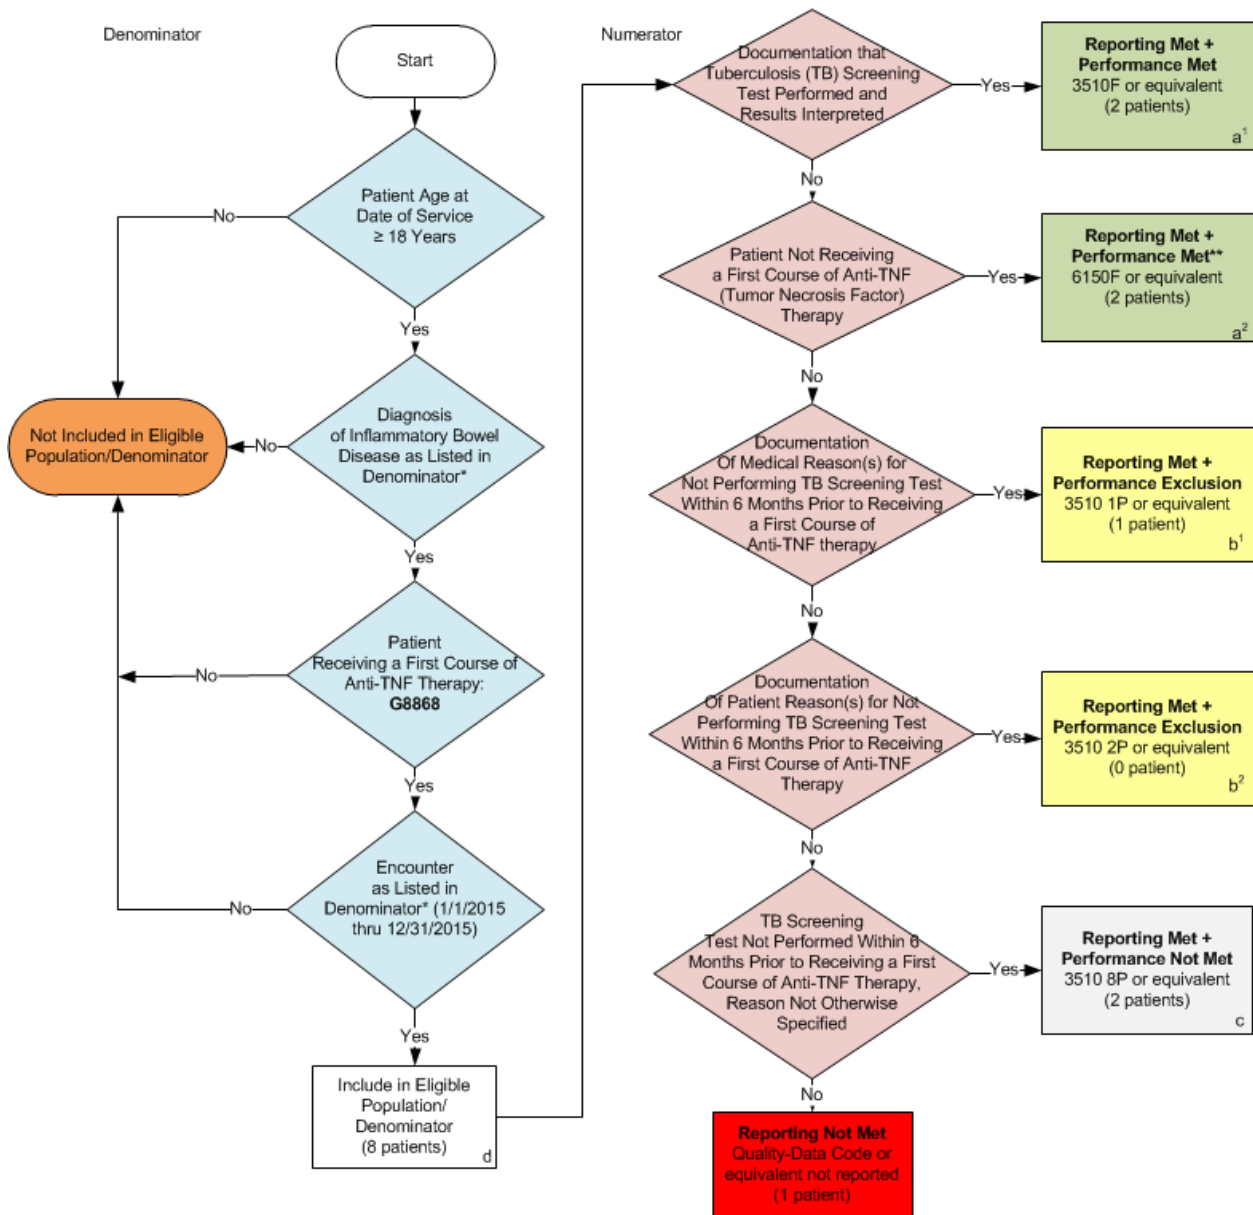 Denominator
Start
Patient Age at
Date of Service
≥ 18 Years
No
Yes
Diagnosis
of Inflammatory Bowel
Disease as Listed in
Denominator*
No
Not Included in Eligible
Population/Denominator
Yes
Patient
Receiving a First Course of
Anti-TNF Therapy:
G8868
No
Yes
Encounter
as Listed in
Denominator* (1/1/2015
thru 12/31/2015)
No
Yes
Include in Eligible
Population/
Denominator
(8 patients)
d
Numerator
Documentation that
Tuberculosis (TB) Screening
Test Performed and
Results Interpreted
Yes
Reporting Met +
Performance Met
3510F or equivalent
(2 patients)
a1
No
Patient Not Receiving
a First Course of Anti-TNF
(Tumor Necrosis Factor)
Therapy
Yes
Reporting Met +
Performance Met**
6150F or equivalent
(2 patients)
a2
No
Documentation
Of Medical Reason(s) for
Not Performing TB Screening Test
Within 6 Months Prior to Receiving
a First Course of
Anti-TNF therapy
Yes
Reporting Met +
Performance Exclusion
3510 1P or equivalent
(1 patient)
b1
No
Documentation
Of Patient Reason(s) for Not
Performing TB Screening Test
Within 6 Months Prior to Receiving
a First Course of Anti-TNF
Therapy
Yes
Reporting Met +
Performance Exclusion
3510 2P or equivalent
(0 patient)
b2
No
TB Screening
Test Not Performed Within 6
Months Prior to Receiving a First
Course of Anti-TNF Therapy,
Reason Not Otherwise
Specified
Yes
Reporting Met +
Performance Not Met
3510 8P or equivalent
(2 patients)
c
No
Reporting Not Met
Quality-Data Code or
equivalent not reported
(1 patient)